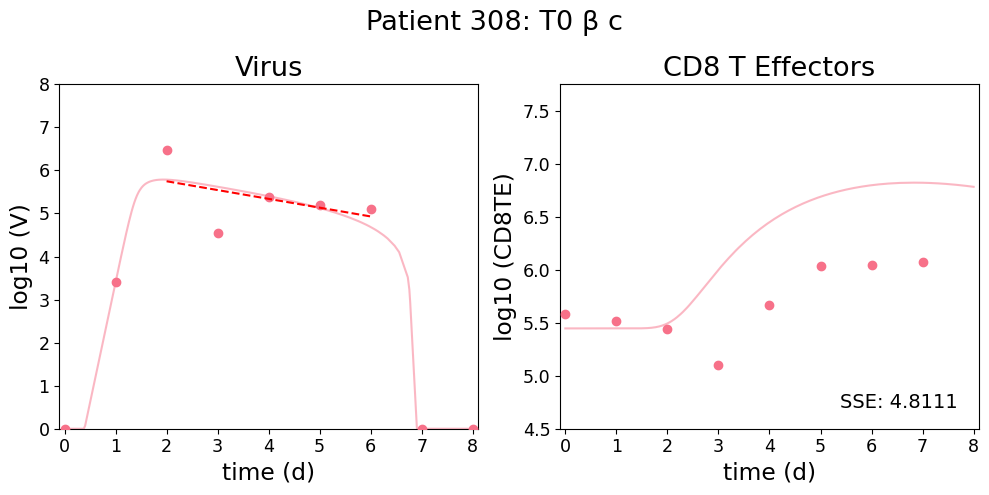 Patient 308: T0 β c
Virus
CD8 T Effectors
log10 (V)
8
7
6
5
4
3
2
1
0
0 1 2 3 4 5 6 7 8
time (d)
log10 (CD8TE)
7.5
7.0
6.5
6.0
5.5
5.0
4.5
SSE: 4.8111
0 1 2 3 4 5 6 7 8
time (d)